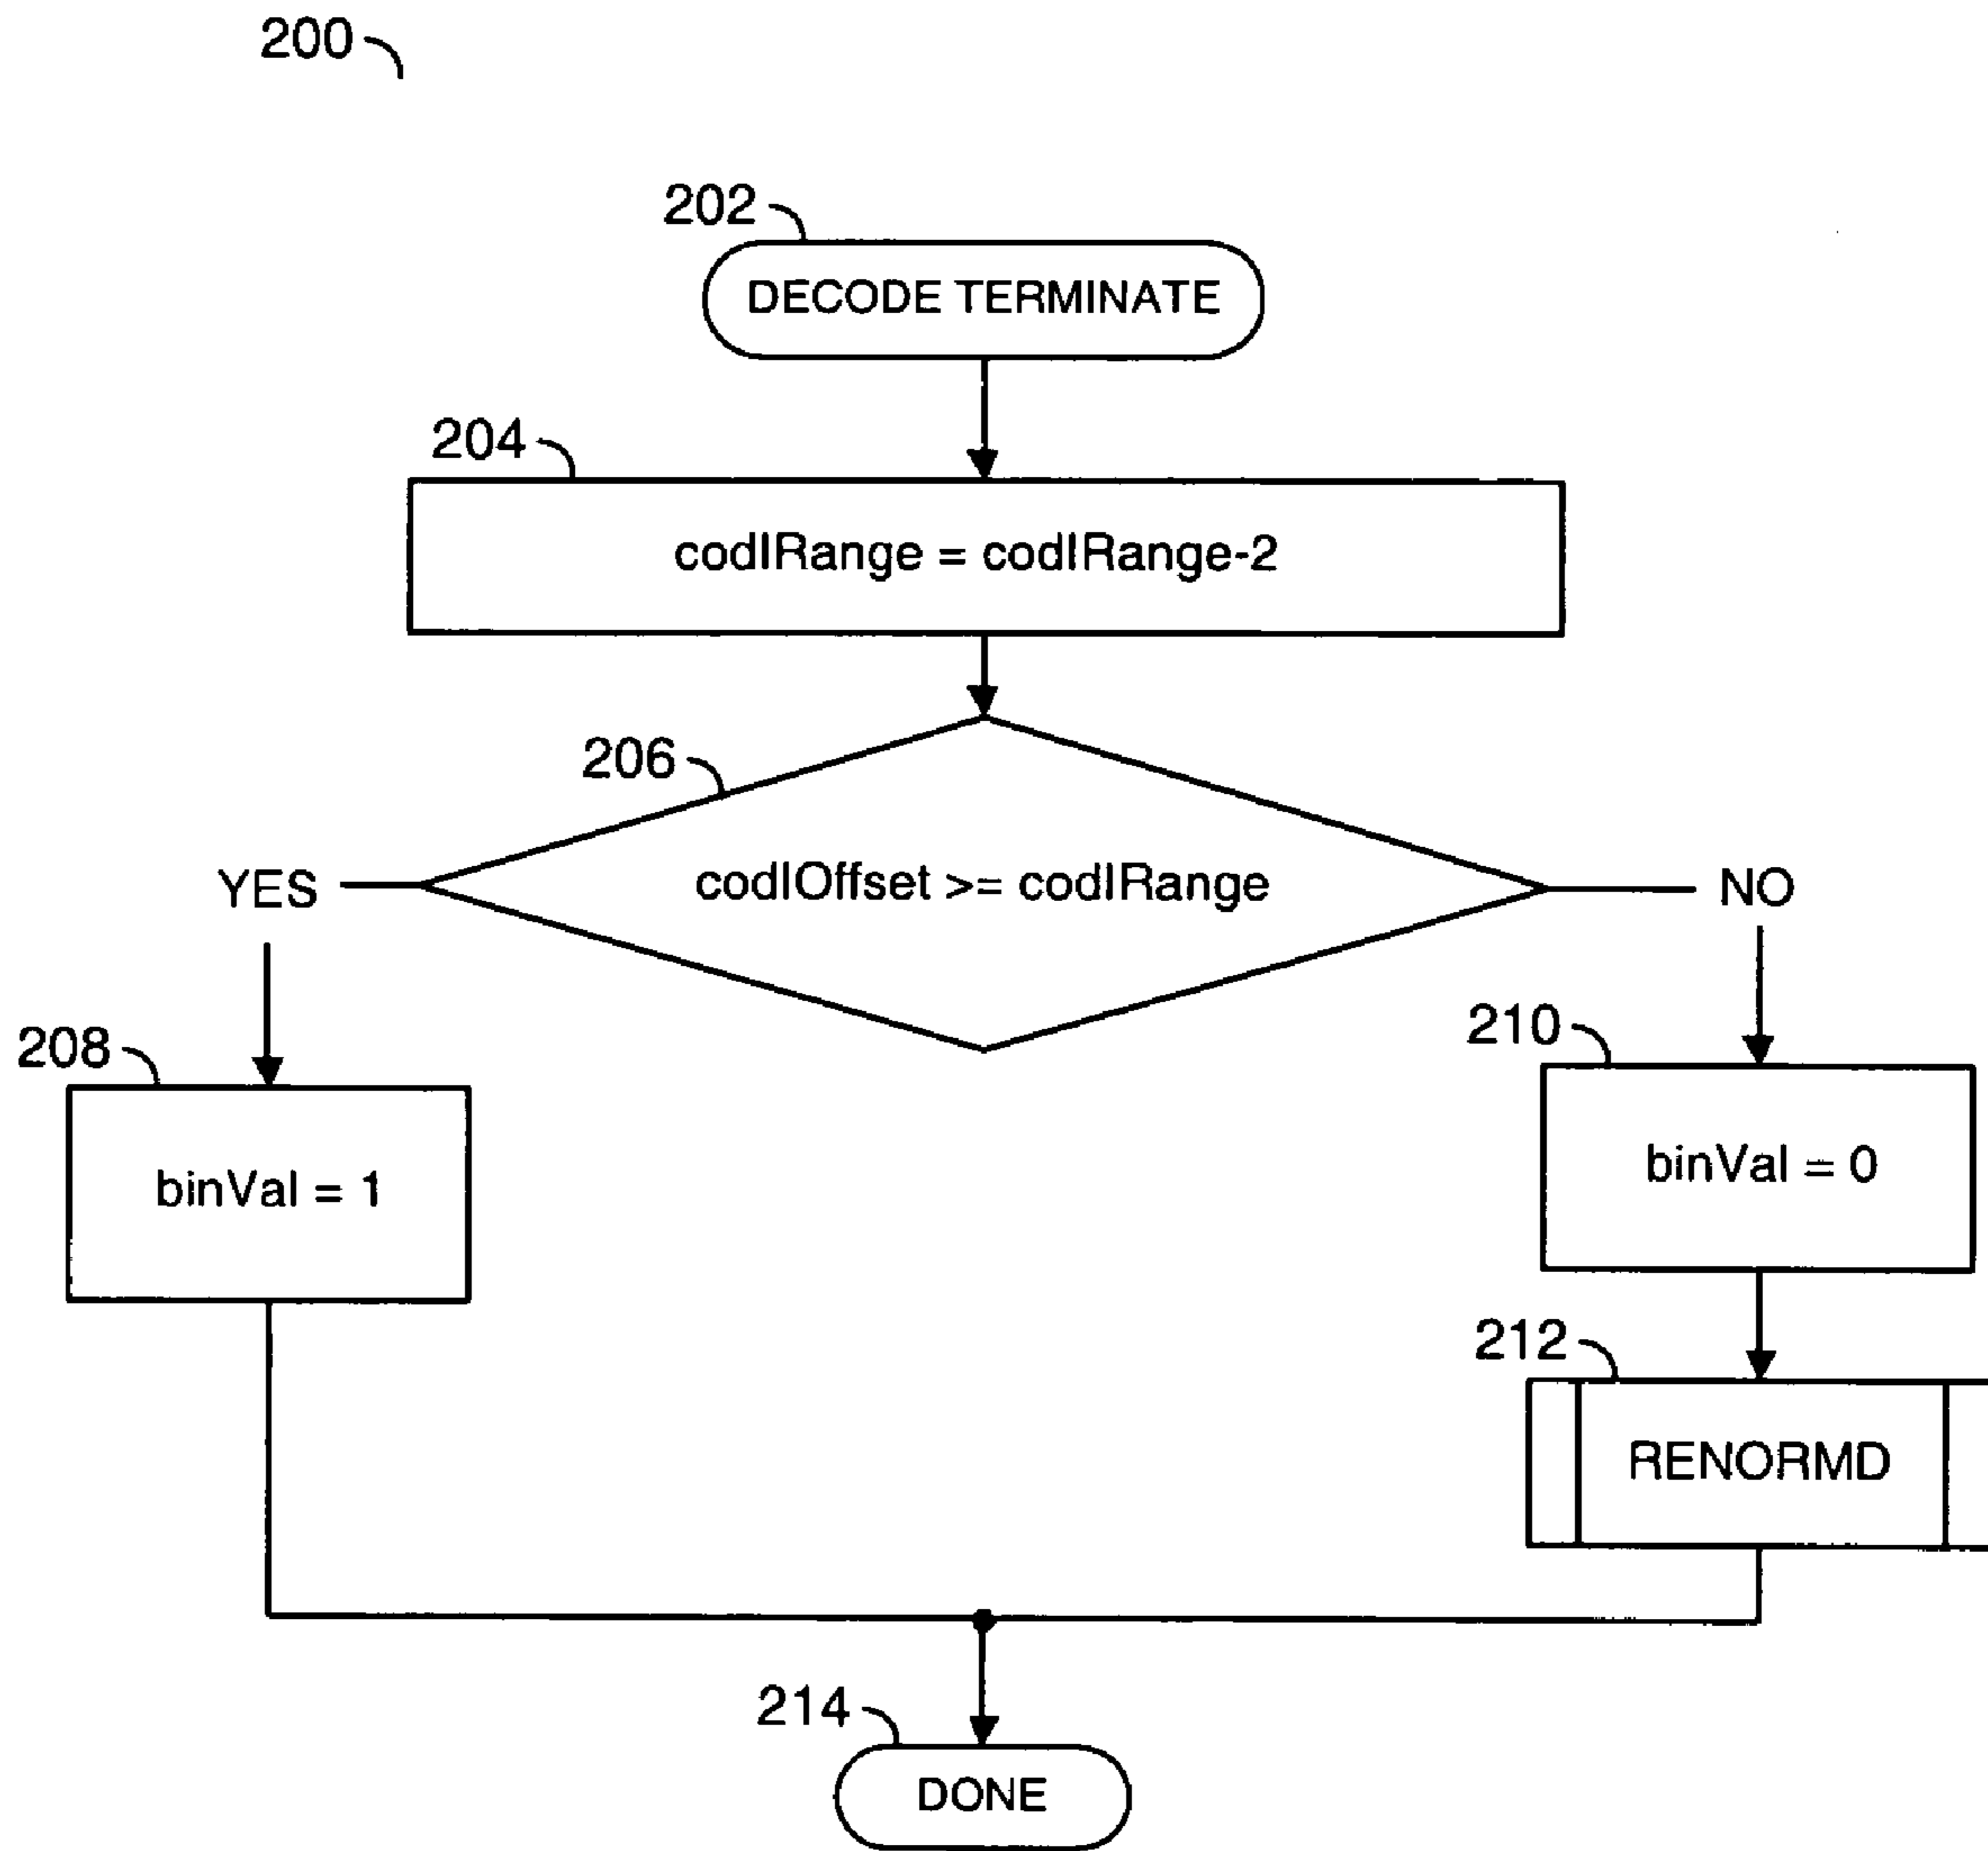 200
202
DECODE TERMINATE
204
codIRange = codIRange-2
206
codIOffset >= codIRange
YES
NO
208
binVal = 1
210
binVal = 0
212
RENORMD
214
DONE